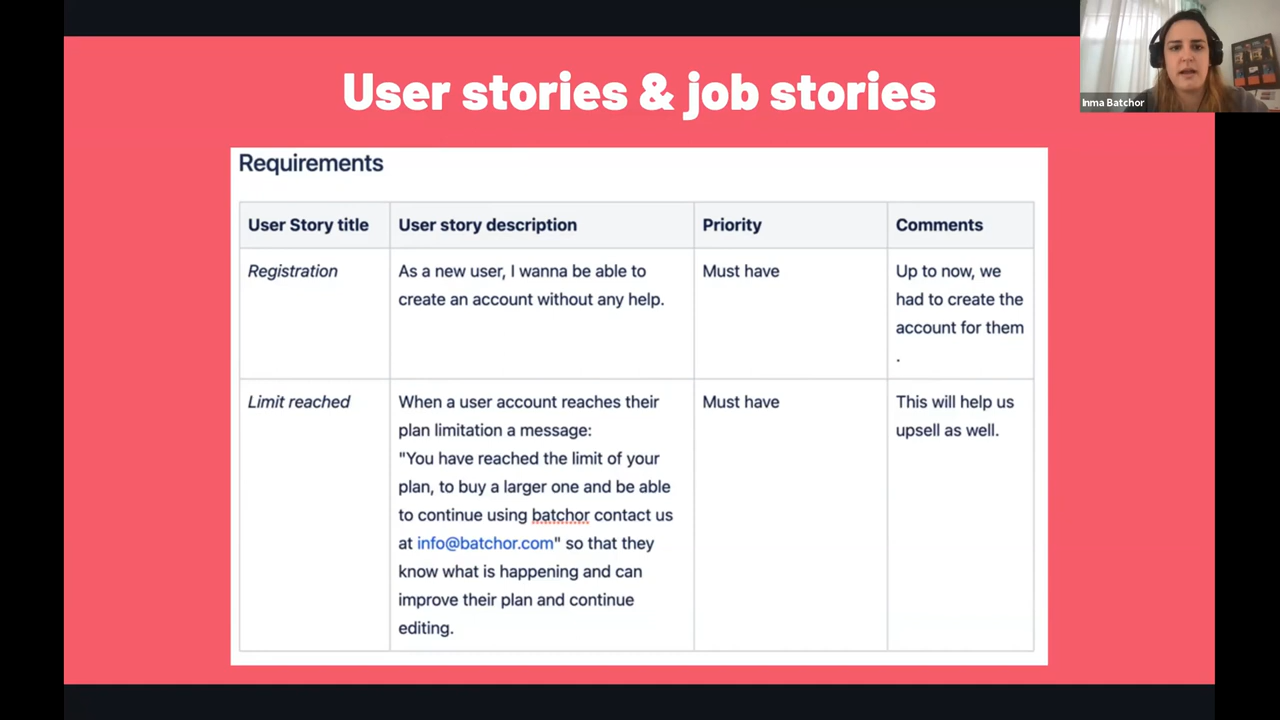 User stories & job stories
Inma Batchor
Requirements
User Story title
User story description
Priority
Comments
Registration
As a new user, I wanna be able to
create an account without any help.
Must have
Up to now, we
had to create the
account for them
.
Limit reached
When a user account reaches their
plan limitation a message:
"You have reached the limit of your
plan, to buy a larger one and be able
to continue using batchor contact us
at info@batchor.com" so that they
know what is happening and can
improve their plan and continue
editing.
Must have
This will help us
upsell as well.